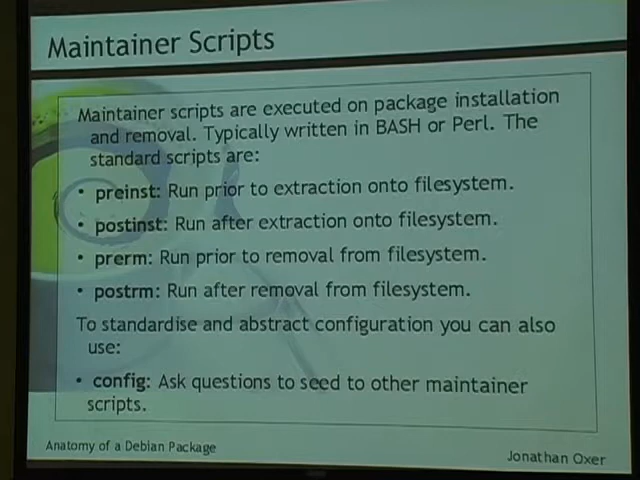 Maintainer Scripts
Maintainer scripts are executed on package installation
and removal. Typically written in BASH or Perl. The
standard scripts are:
• preinst: Run prior to extraction onto filesystem.
• postinst: Run after extraction onto filesystem.
• prerm: Run prior to removal from filesystem.
• postrm: Run after removal from filesystem.
To standardise and abstract configuration you can also
use:
• config: Ask questions to seed to other maintainer
scripts.
Anatomy of a Debian Package
Jonathan Oxer